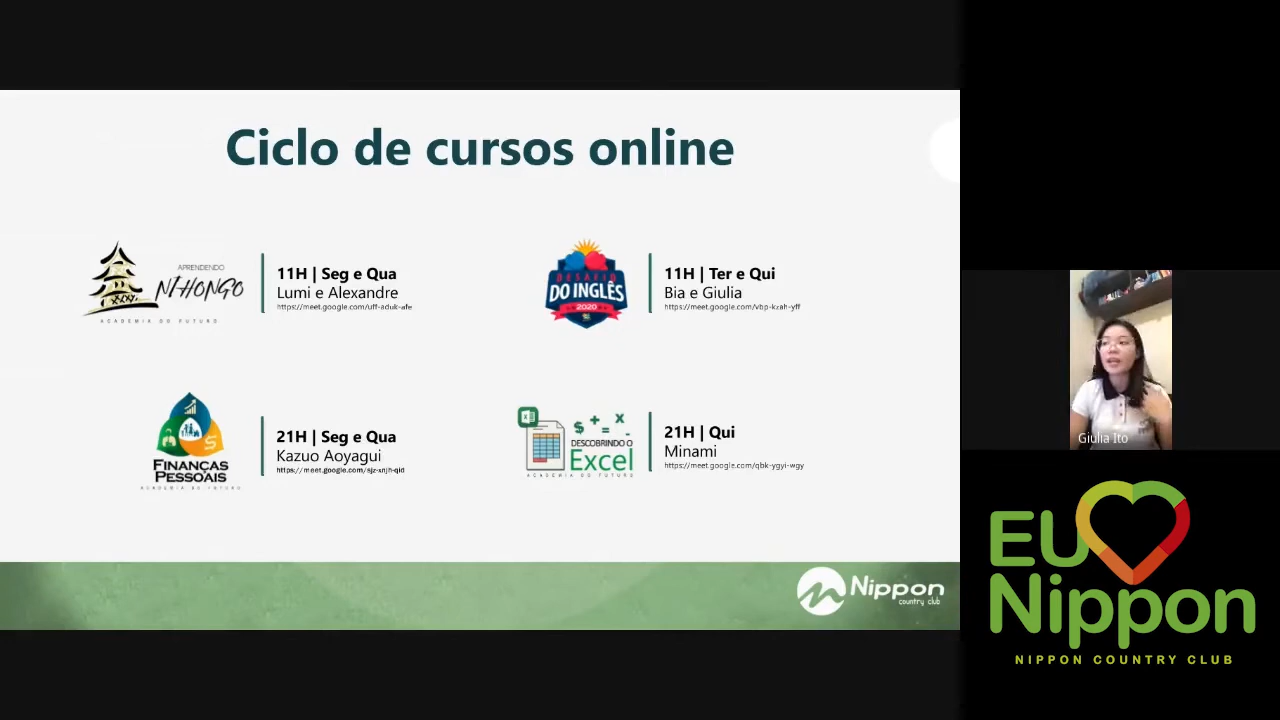 Ciclo de cursos online
APRENDENDO
NIHONGO
ACADEMIA DO FUTURO
11H | Seg e Qua
Lumi e Alexandre
https://meet.google.com/uff-aduk-afe
DESAFIO
DO INGLÊS
2020
11H | Ter e Qui
Bia e Giulia
https://meet.google.com/vbp-kzah-yff
FINANÇAS
PESSOAIS
ACADEMIA DO FUTURO
21H | Seg e Qua
Kazuo Aoyagui
https://meet.google.com/sjz-xnjh-qid
$ + = x -
DESCOBRINDO O
Excel
ACADEMIA DO FUTURO
21H | Qui
Minami
https://meet.google.com/qbk-ygyi-wgy
Nippon
country club
Giulia Ito
EU
Nippon
NIPPON COUNTRY CLUB